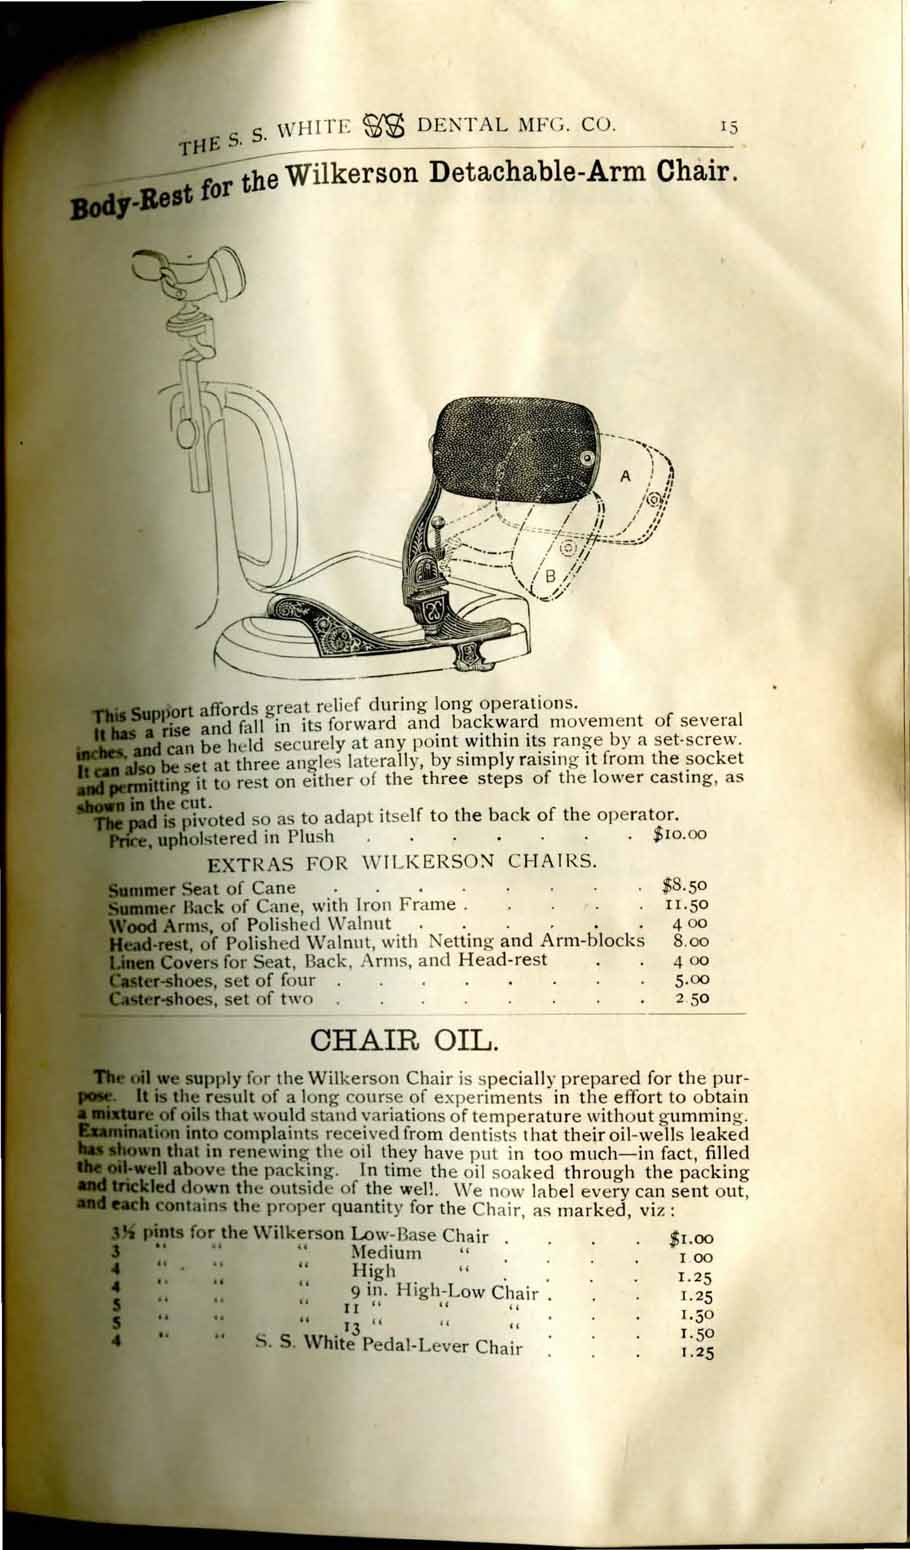 THE S. S. WHITE SSW DENTAL MFG. CO. 15
Body-Rest for the Wilkerson Detachable-Arm Chair.
A
B
This Support affords great relief during long operations.
It has a rise and fall in its forward and backward movement of several
inches, and can be held securely at any point within its range by a set-screw.
It can also be set at three angles laterally, by simply raising it from the socket
and permitting it to rest on either of the three steps of the lower casting, as
shown in the cut.
The pad is pivoted so as to adapt itself to the back of the operator.
Price, upholstered in Plush . . . . . . . $10.00
EXTRAS FOR WILKERSON CHAIRS.
Summer Seat of Cane . . . . . . . . $8.50
Summer Back of Cane, with Iron Frame . . . . . 11.50
Wood Arms, of Polished Walnut . . . . . . 4 00
Head-rest, of Polished Walnut, with Netting and Arm-blocks 8.00
Linen Covers for Seat, Back, Arms, and Head-rest . . 4 00
Caster-shoes, set of four . . . . . . . . 5.00
Caster-shoes, set of two . . . . . . . . 2 50
CHAIR OIL.
The oil we supply for the Wilkerson Chair is specially prepared for the pur-
pose. It is the result of a long course of experiments in the effort to obtain
a mixture of oils that would stand variations of temperature without gumming.
Examination into complaints received from dentists that their oil-wells leaked
has shown that in renewing the oil they have put in too much—in fact, filled
the oil-well above the packing. In time the oil soaked through the packing
and trickled down the outside of the well. We now label every can sent out,
and each contains the proper quantity for the Chair, as marked, viz :
3½ pints for the Wilkerson Low-Base Chair . . . . $1.00
3 " " " Medium " . . . . 1 00
4 " " " High " . . . . 1.25
4 " " " 9 in. High-Low Chair . . . 1.25
5 " " " 11 " " " . . . 1.50
5 " " " 13 " " " . . . 1.50
4 " " S. S. White Pedal-Lever Chair . . . 1.25